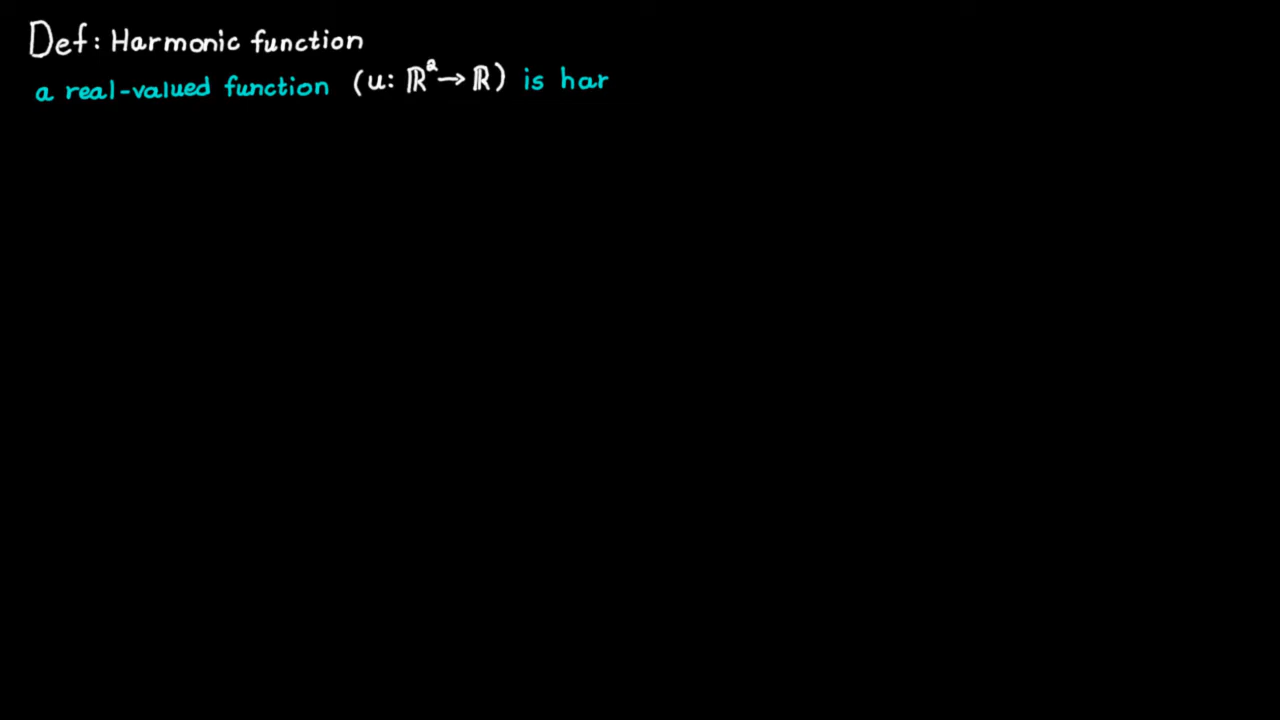 Def: Harmonic function
a real-valued function (u: ℝ² → ℝ) is har